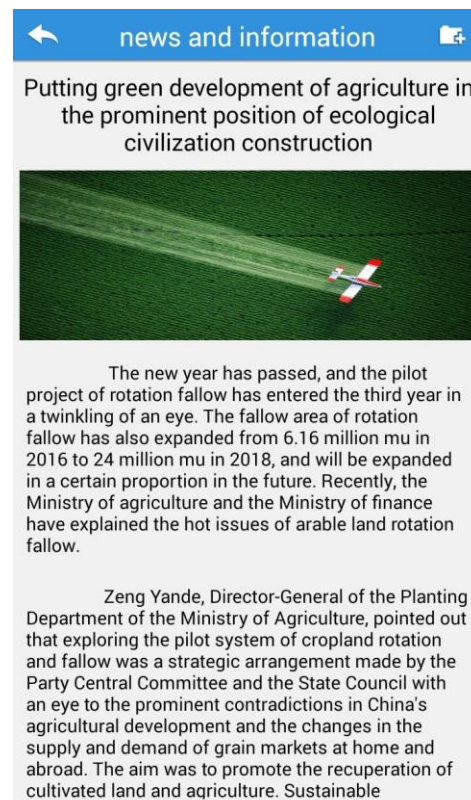 news and information
Putting green development of agriculture in
the prominent position of ecological
civilization construction
The new year has passed, and the pilot
project of rotation fallow has entered the third year in
a twinkling of an eye. The fallow area of rotation
fallow has also expanded from 6.16 million mu in
2016 to 24 million mu in 2018, and will be expanded
in a certain proportion in the future. Recently, the
Ministry of agriculture and the Ministry of finance
have explained the hot issues of arable land rotation
fallow.
Zeng Yande, Director-General of the Planting
Department of the Ministry of Agriculture, pointed out
that exploring the pilot system of cropland rotation
and fallow was a strategic arrangement made by the
Party Central Committee and the State Council with
an eye to the prominent contradictions in China's
agricultural development and the changes in the
supply and demand of grain markets at home and
abroad. The aim was to promote the recuperation of
cultivated land and agriculture. Sustainable